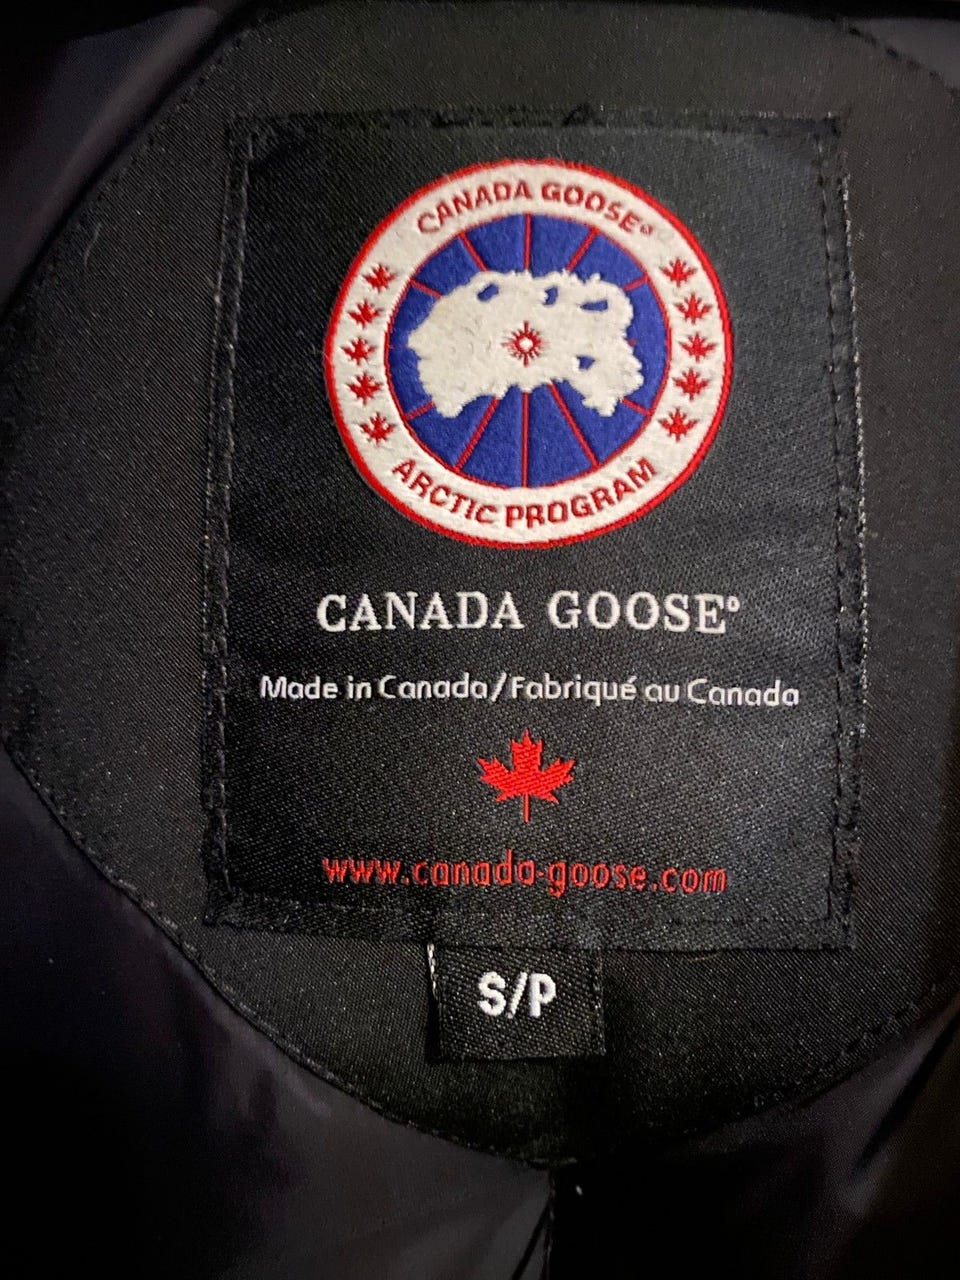 CANADA GOOSE®
ARCTIC PROGRAM
CANADA GOOSE®
Made in Canada/Fabriqué au Canada
www.canada-goose.com
S/P